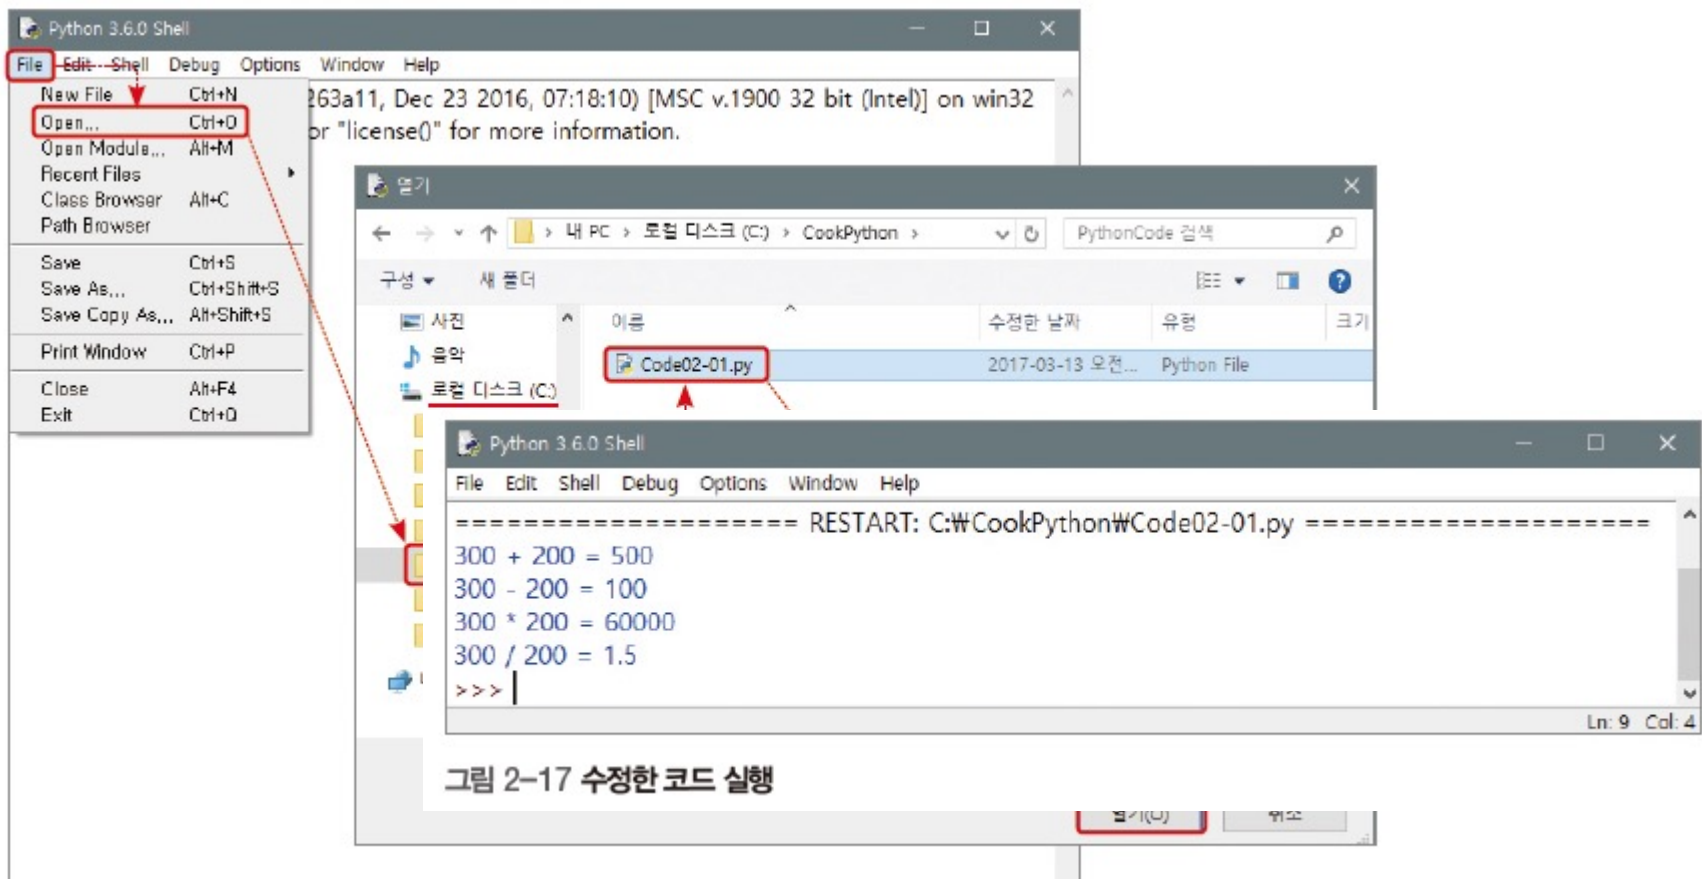 Python 3.6.0 Shell
File Edit Shell Debug Options Window Help
New File Ctrl+N
Open... Ctrl+O
Open Module... Alt+M
Recent Files
Class Browser Alt+C
Path Browser
Save Ctrl+S
Save As... Ctrl+Shift+S
Save Copy As... Alt+Shift+S
Print Window Ctrl+P
Close Alt+F4
Exit Ctrl+Q
263a11, Dec 23 2016, 07:18:10) [MSC v.1900 32 bit (Intel)] on win32
or "license()" for more information.
열기
내 PC > 로컬 디스크 (C:) > CookPython >
PythonCode 검색
구성 새 폴더
사진
음악
로컬 디스크 (C:)
이름 수정한 날짜 유형 크기
Code02-01.py 2017-03-13 오전... Python File
Python 3.6.0 Shell
File Edit Shell Debug Options Window Help
==================== RESTART: C:₩CookPython₩Code02-01.py ====================
300 + 200 = 500
300 - 200 = 100
300 * 200 = 60000
300 / 200 = 1.5
>>>
Ln: 9 Col: 4
그림 2-17 수정한 코드 실행
열기(O) 취소